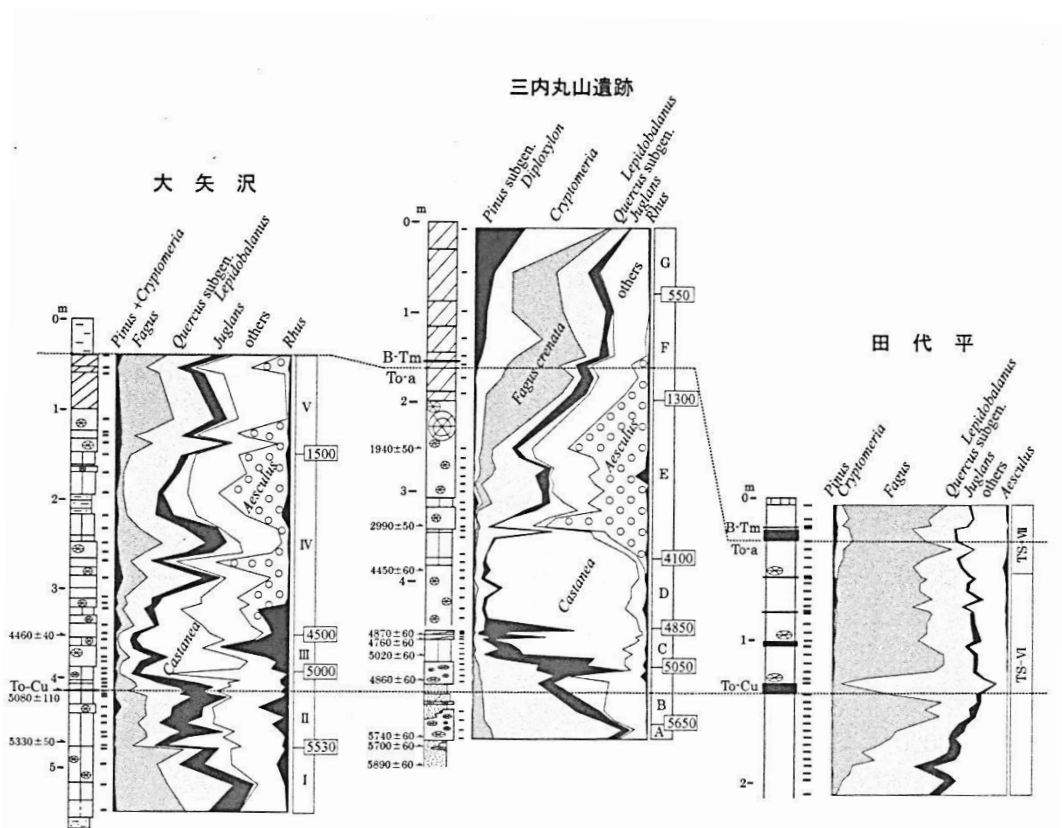 三内丸山遺跡
Pinus subgen.
Diploxylon
Cryptomeria
Lepidobalanus
Quercus subgen.
Juglans
Rhus
m
0
1
B-Tm
To-a
2
1940±50
3
2990±50
4450±60
4
4870±60
4760±60
5020±60
4860±60
5740±60
5700±60
5890±60
others
Fagus crenata
Aesculus
Castanea
G
550
F
1300
E
4100
D
4850
C
5050
B
5650
A
大矢沢
Pinus+Cryptomeria
Fagus
Quercus subgen.
Lepidobalanus
Juglans
others
Rhus
m
0
1
2
3
4460±40
4
To-Cu
5080±110
5330±50
5
Aesculus
Castanea
V
1500
IV
4500
III
5000
II
5530
I
田代平
Pinus
Cryptomeria
Fagus
Lepidobalanus
Quercus subgen.
Juglans
others
Aesculus
m
0
B-Tm
To-a
1
To-Cu
2
TS-VII
TS-VI